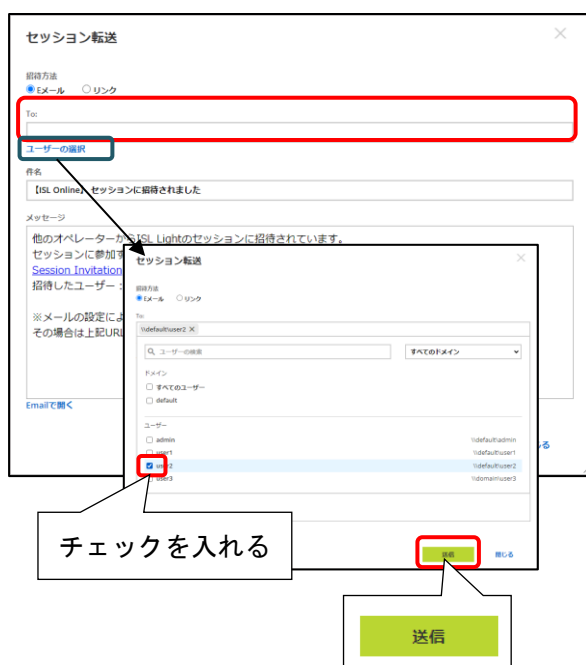 セッション転送
招待方法
Eメール リンク
To:
ユーザーの選択
件名
【ISL Online】セッションに招待されました
メッセージ
他のオペレーターからISL Lightのセッションに招待されています。
セッションに参加す
Session Invitation
招待したユーザー：
※メールの設定によ
その場合は上記URL
Emailで開く
じる
セッション転送
招待方法
Eメール リンク
To:
\\default\user2 ×
ユーザーの検索 すべてのドメイン
ドメイン
すべてのユーザー
default
ユーザー
admin \\default\admin
user1 \\default\user1
user2 \\default\user2
user3 \\domain\user3
送信 閉じる
チェックを入れる
送信